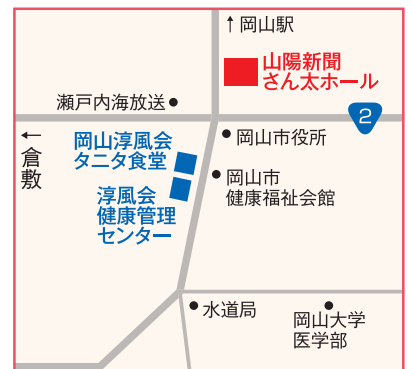 ↑岡山駅
山陽新聞
さん太ホール
瀬戸内海放送
2
←
倉敷
岡山淳風会
タニタ食堂
岡山市役所
岡山市
健康福祉会館
淳風会
健康管理
センター
水道局
岡山大学
医学部